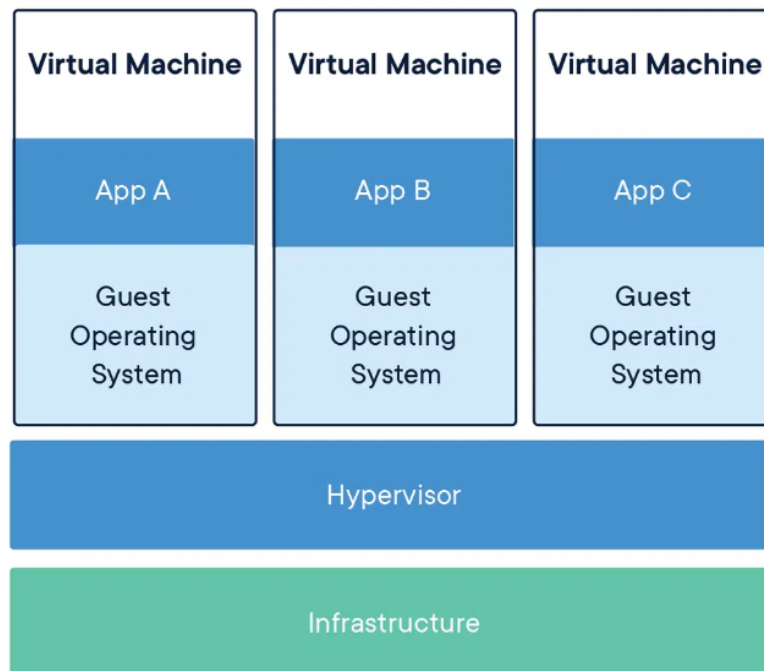 Virtual Machine
Virtual Machine
Virtual Machine
App A
App B
App C
Guest
Operating
System
Guest
Operating
System
Guest
Operating
System
Hypervisor
Infrastructure